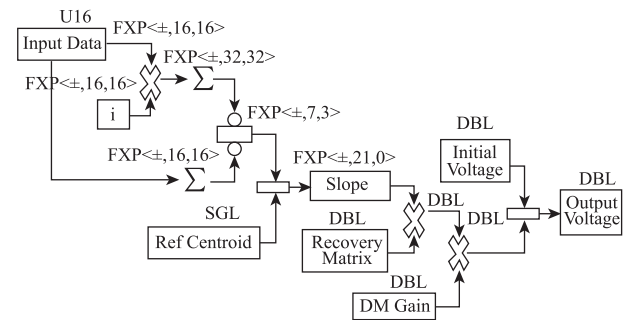 U16
Input Data
FXP<±,16,16>
FXP<±,32,32>
Σ
FXP<±,16,16>
i
FXP<±,7,3>
FXP<±,16,16>
Σ
FXP<±,21,0>
Slope
SGL
Ref Centroid
DBL
Recovery
Matrix
DBL
DBL
DM Gain
DBL
Initial
Voltage
DBL
DBL
Output
Voltage